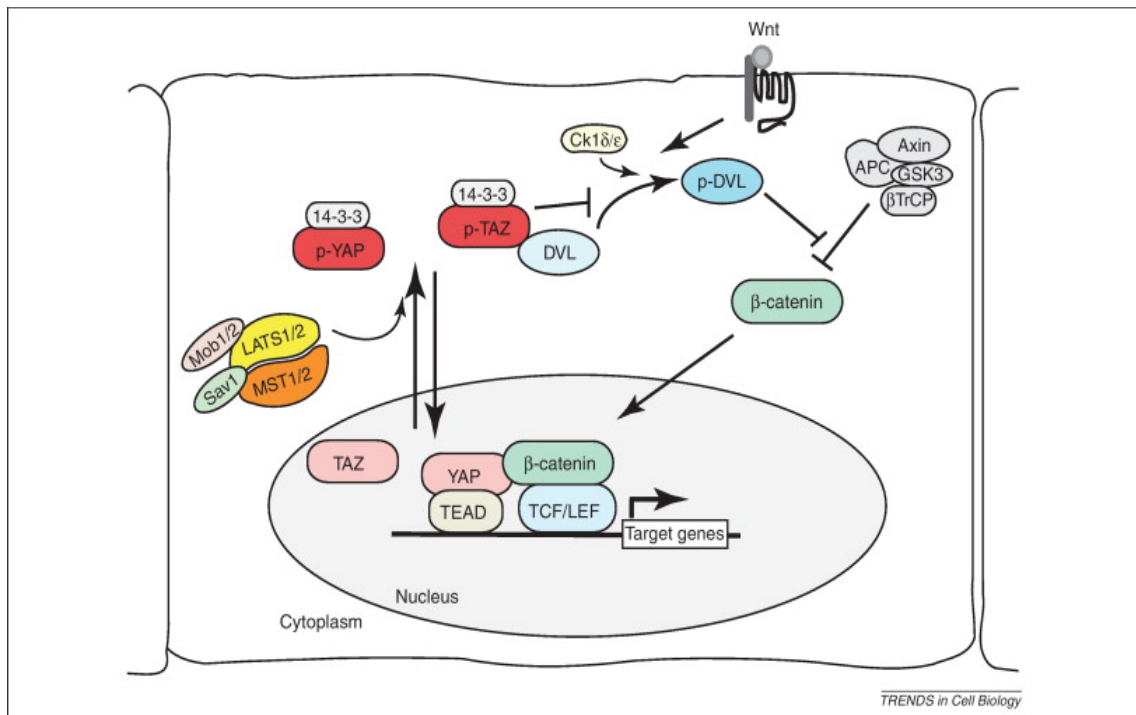 Wnt
Ck1δ/ε
Axin
APC
GSK3
βTrCP
p-DVL
14-3-3
p-TAZ
DVL
14-3-3
p-YAP
β-catenin
Mob1/2
LATS1/2
Sav1
MST1/2
TAZ
YAP
β-catenin
TEAD
TCF/LEF
Target genes
Nucleus
Cytoplasm
TRENDS in Cell Biology